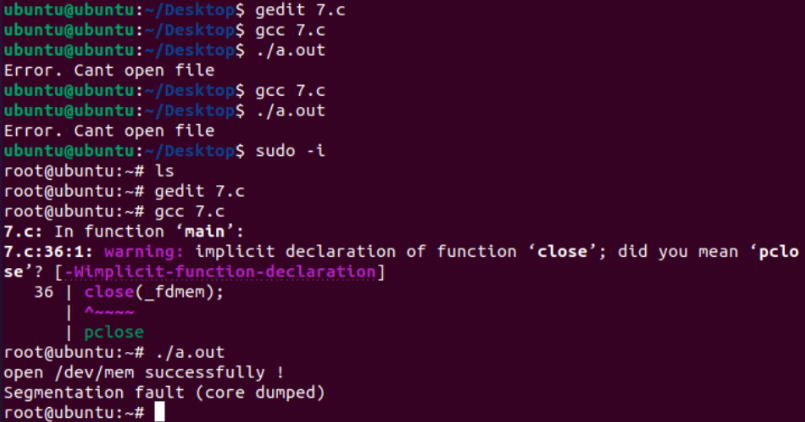 ubuntu@ubuntu:~/Desktop$ gedit 7.c
ubuntu@ubuntu:~/Desktop$ gcc 7.c
ubuntu@ubuntu:~/Desktop$ ./a.out
Error. Cant open file
ubuntu@ubuntu:~/Desktop$ gcc 7.c
ubuntu@ubuntu:~/Desktop$ ./a.out
Error. Cant open file
ubuntu@ubuntu:~/Desktop$ sudo -i
root@ubuntu:~# ls
root@ubuntu:~# gedit 7.c
root@ubuntu:~# gcc 7.c
7.c: In function ‘main’:
7.c:36:1: warning: implicit declaration of function ‘close’; did you mean ‘pclo
se’? [-Wimplicit-function-declaration]
   36 | close(_fdmem);
      | ^~~~~
      | pclose
root@ubuntu:~# ./a.out
open /dev/mem successfully !
Segmentation fault (core dumped)
root@ubuntu:~#